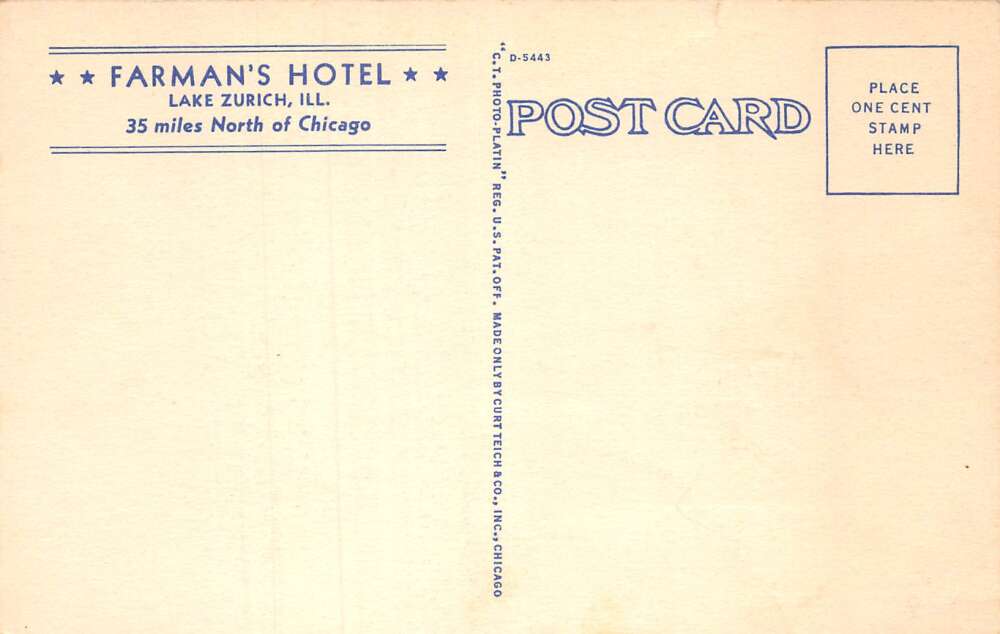 ★ ★ FARMAN'S HOTEL ★ ★
LAKE ZURICH, ILL.
35 miles North of Chicago
"C.T. PHOTO-PLATIN" REG. U.S. PAT. OFF. MADE ONLY BY CURT TEICH & CO., INC., CHICAGO
D-5443
POST CARD
PLACE
ONE CENT
STAMP
HERE